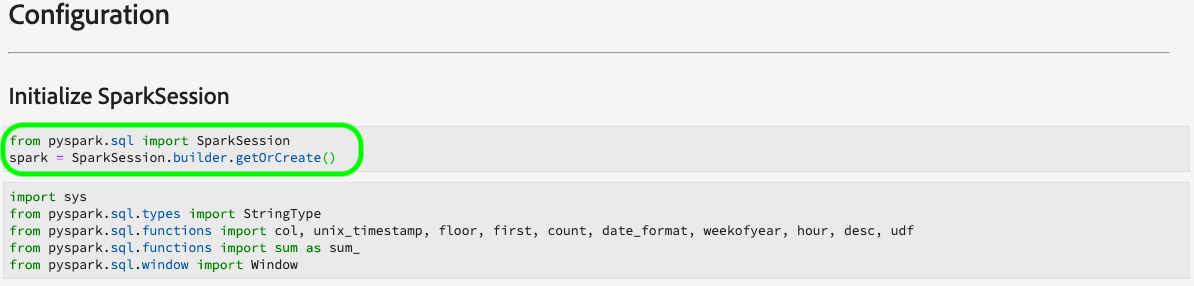 Configuration
Initialize SparkSession
from pyspark.sql import SparkSession
spark = SparkSession.builder.getOrCreate()
import sys
from pyspark.sql.types import StringType
from pyspark.sql.functions import col, unix_timestamp, floor, first, count, date_format, weekofyear, hour, desc, udf
from pyspark.sql.functions import sum as sum_
from pyspark.sql.window import Window